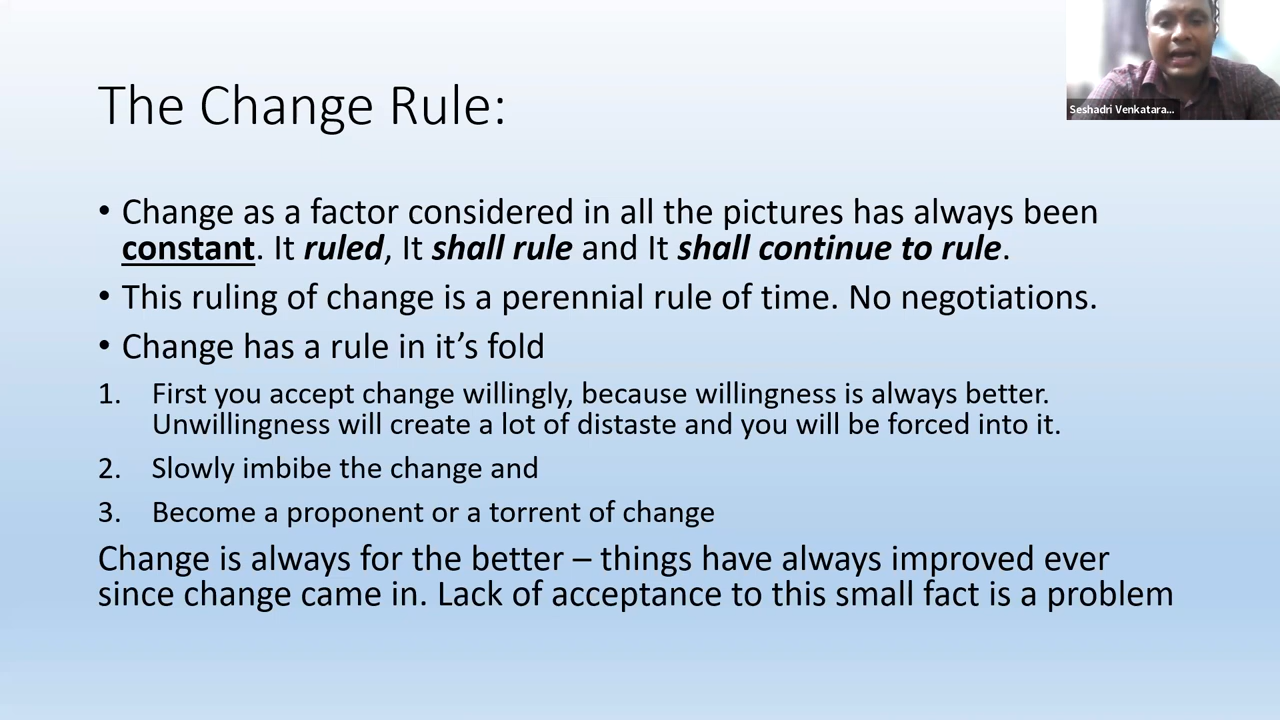 The Change Rule:
Seshadri Venkatara...
• Change as a factor considered in all the pictures has always been
constant. It ruled, It shall rule and It shall continue to rule.
• This ruling of change is a perennial rule of time. No negotiations.
• Change has a rule in it’s fold
1. First you accept change willingly, because willingness is always better.
Unwillingness will create a lot of distaste and you will be forced into it.
2. Slowly imbibe the change and
3. Become a proponent or a torrent of change
Change is always for the better – things have always improved ever
since change came in. Lack of acceptance to this small fact is a problem